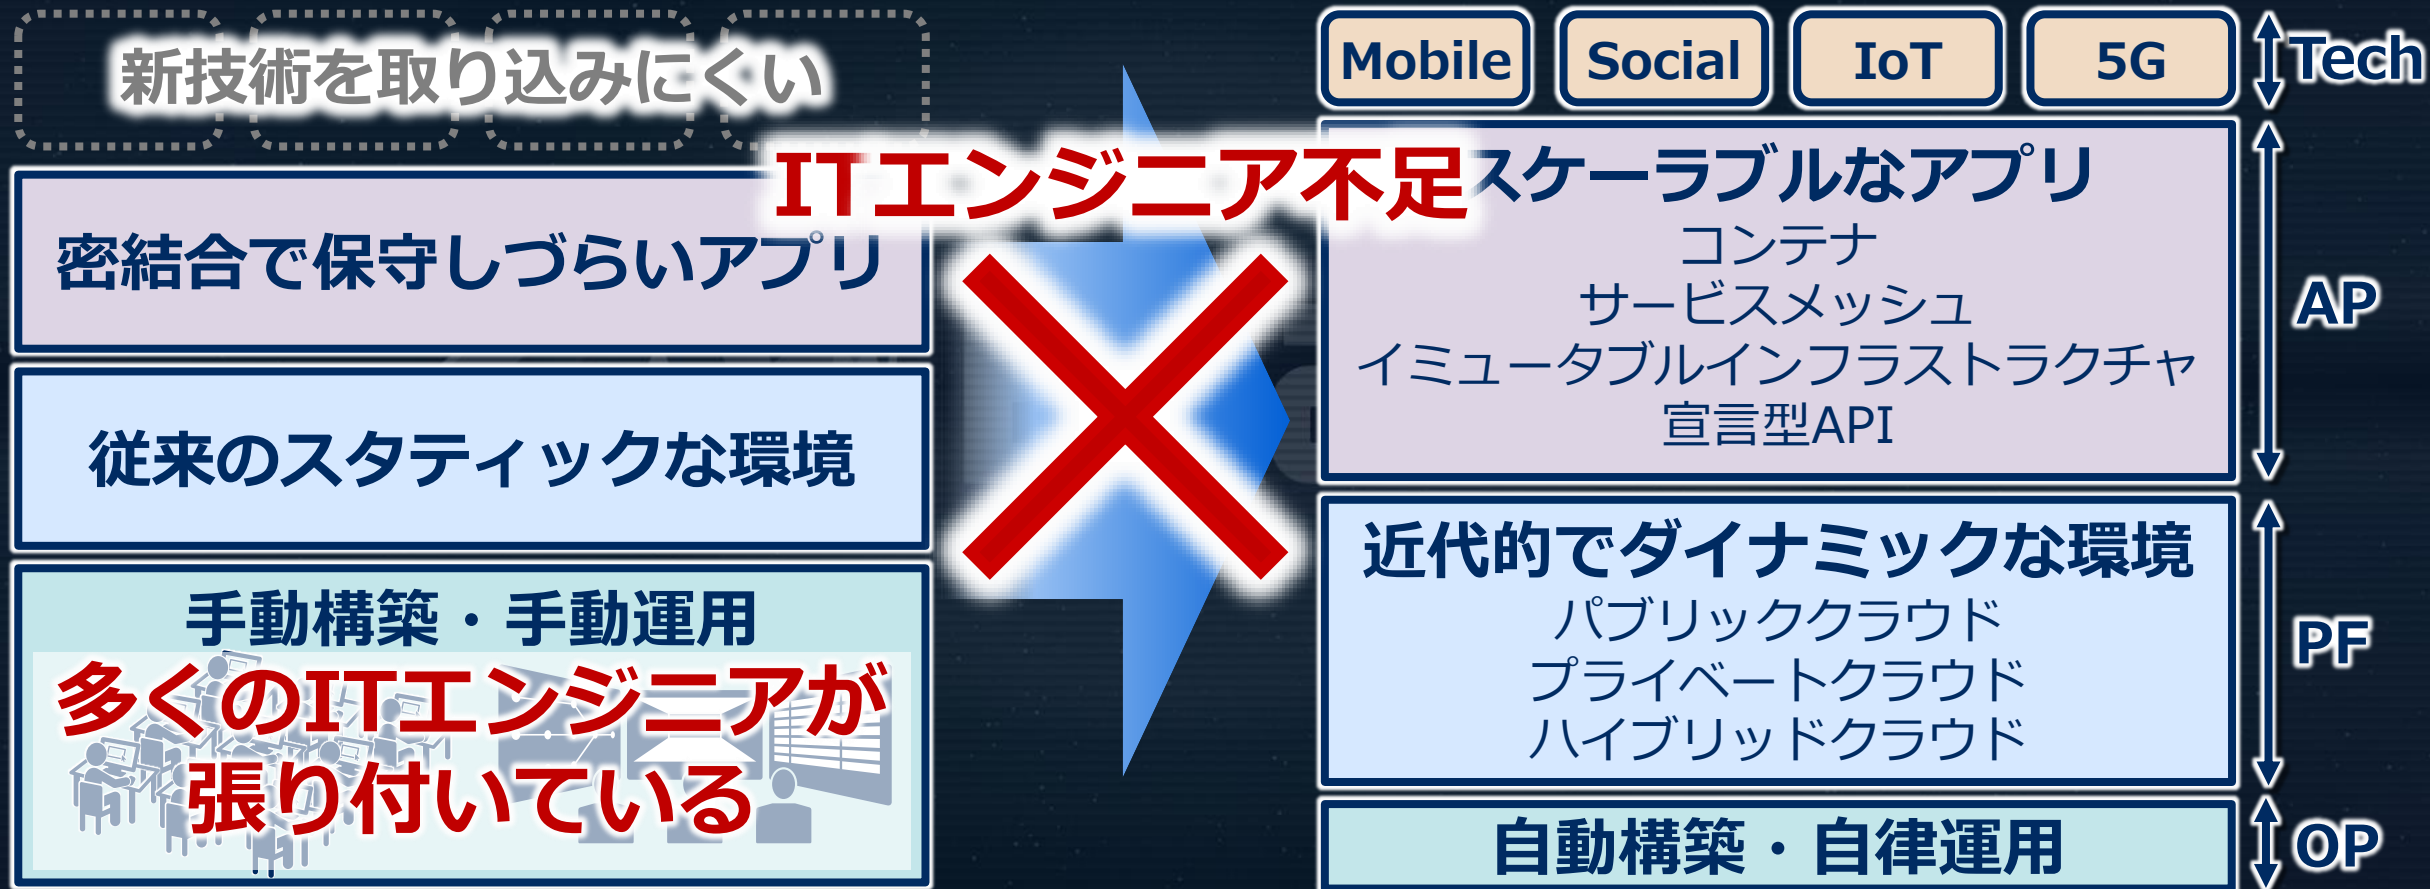 新技術を取り込みにくい
密結合で保守しづらいアプリ
従来のスタティックな環境
手動構築・手動運用
多くのITエンジニアが
張り付いている
ITエンジニア不足
Mobile
Social
IoT
5G
Tech
スケーラブルなアプリ
コンテナ
サービスメッシュ
イミュータブルインフラストラクチャ
宣言型API
AP
近代的でダイナミックな環境
パブリッククラウド
プライベートクラウド
ハイブリッドクラウド
PF
自動構築・自律運用
OP